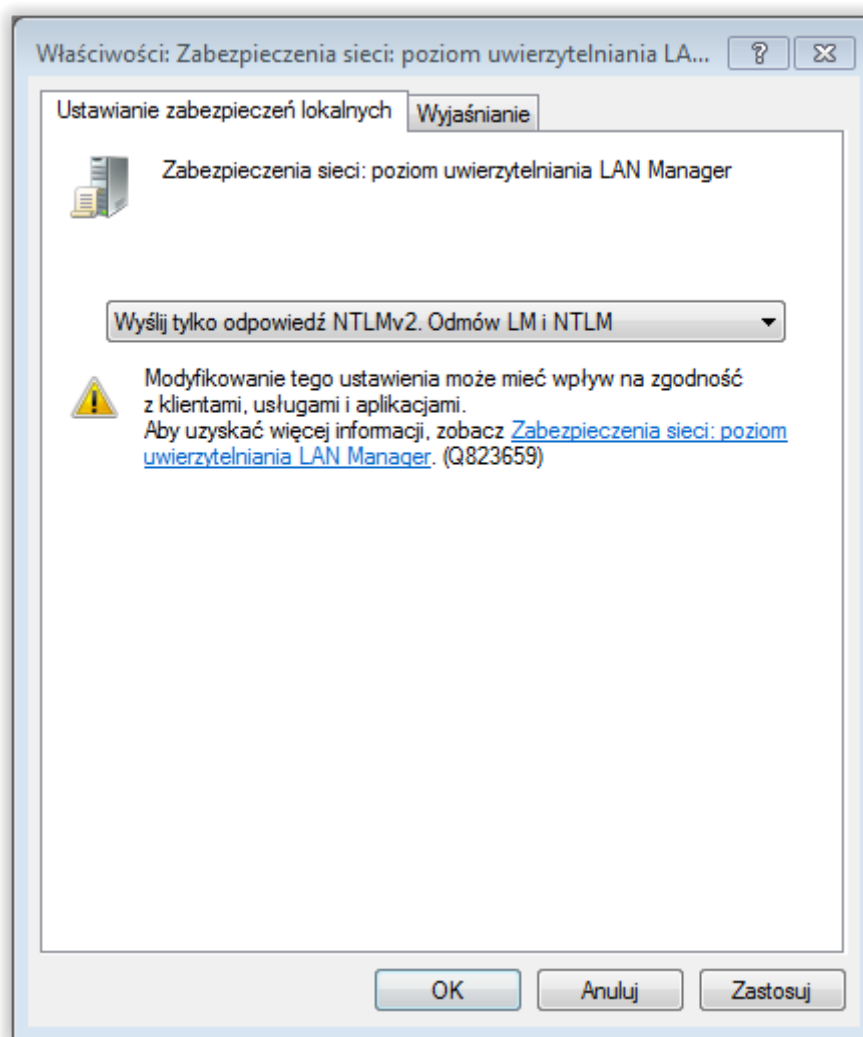 Właściwości: Zabezpieczenia sieci: poziom uwierzytelniania LA...
Ustawianie zabezpieczeń lokalnych
Wyjaśnianie
Zabezpieczenia sieci: poziom uwierzytelniania LAN Manager
Wyślij tylko odpowiedź NTLMv2. Odmów LM i NTLM
Modyfikowanie tego ustawienia może mieć wpływ na zgodność
z klientami, usługami i aplikacjami.
Aby uzyskać więcej informacji, zobacz Zabezpieczenia sieci: poziom
uwierzytelniania LAN Manager. (Q823659)
OK
Anuluj
Zastosuj